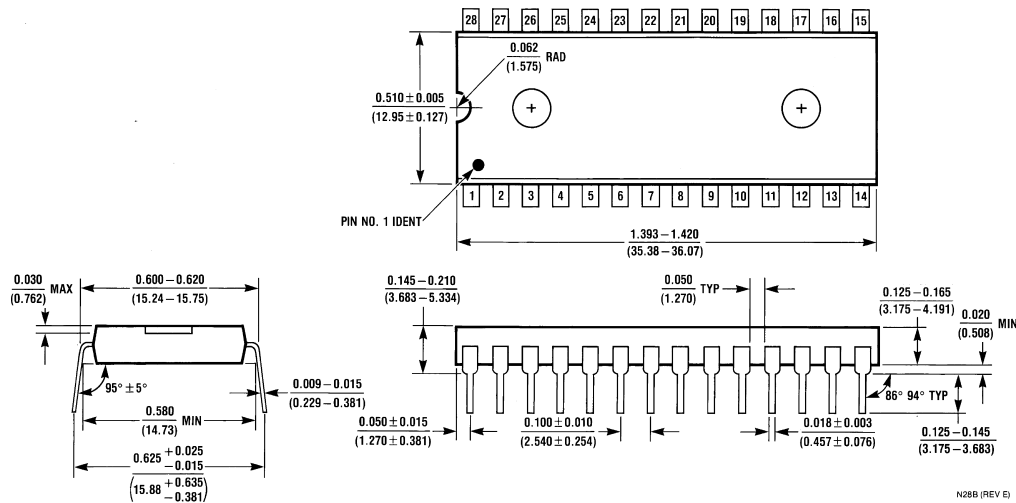 28 27 26 25 24 23 22 21 20 19 18 17 16 15
0.062
(1.575) RAD
0.510 ± 0.005
(12.95 ± 0.127)
PIN NO. 1 IDENT
1 2 3 4 5 6 7 8 9 10 11 12 13 14
1.393 – 1.420
(35.38 – 36.07)
0.030
(0.762) MAX
0.600 – 0.620
(15.24 – 15.75)
95° ± 5°
0.009 – 0.015
(0.229 – 0.381)
0.580
(14.73) MIN
0.625 +0.025
-0.015
(15.88 +0.635
-0.381)
0.145 – 0.210
(3.683 – 5.334)
0.050
(1.270) TYP
0.125 – 0.165
(3.175 – 4.191)
0.020
(0.508) MIN
86° 94° TYP
0.050 ± 0.015
(1.270 ± 0.381)
0.100 ± 0.010
(2.540 ± 0.254)
0.018 ± 0.003
(0.457 ± 0.076)
0.125 – 0.145
(3.175 – 3.683)
N28B (REV E)